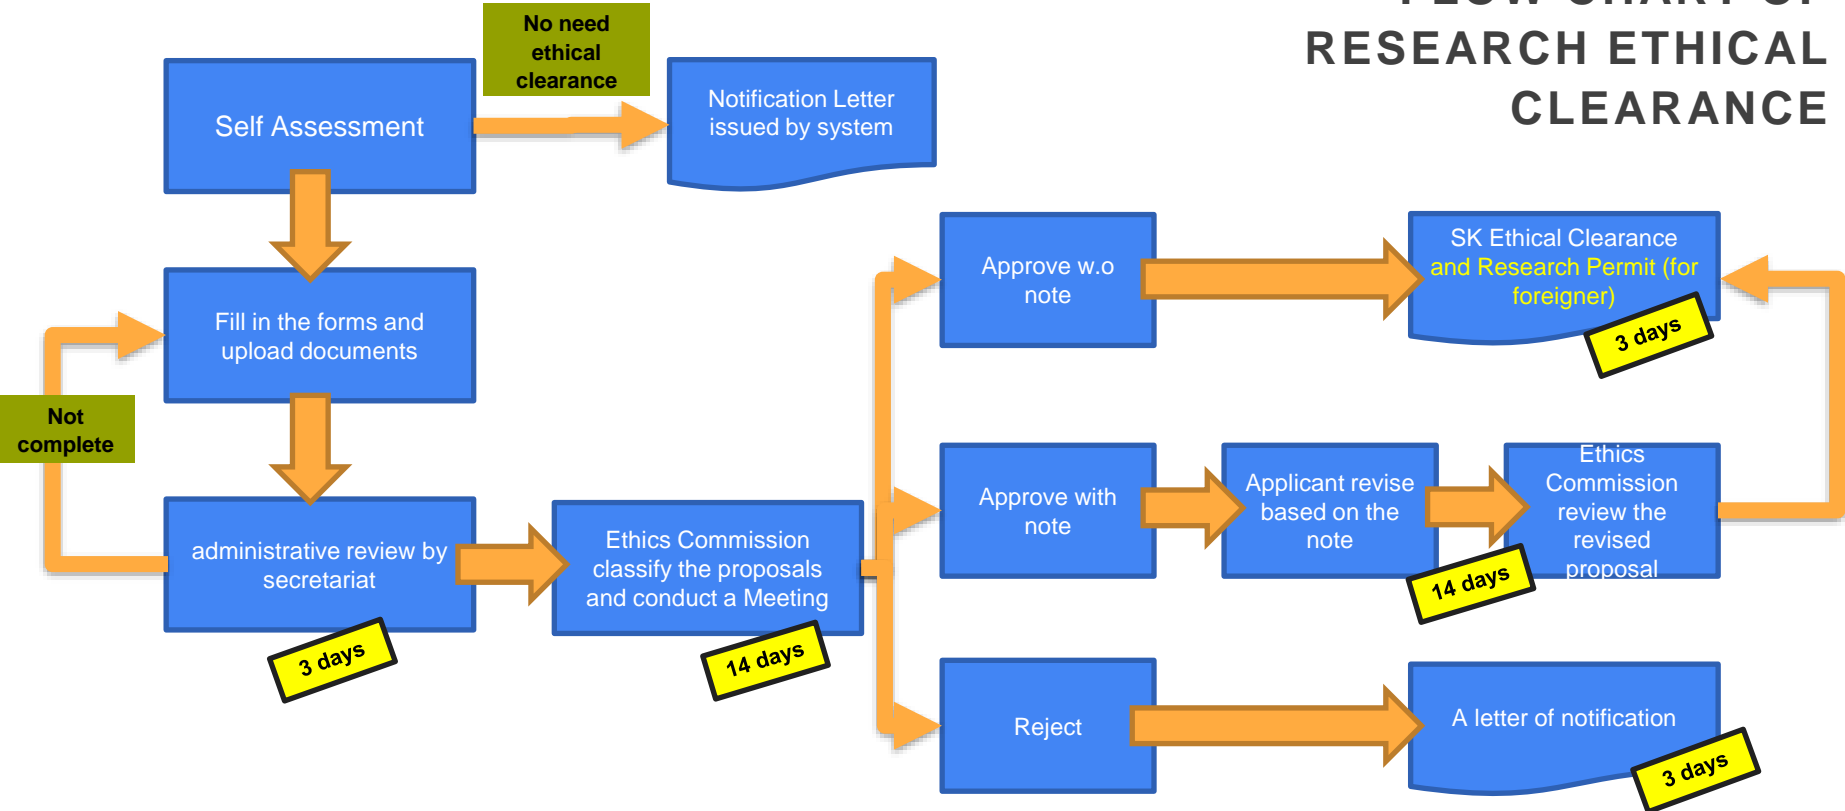 FLOW CHART OF
RESEARCH ETHICAL
CLEARANCE
No need
ethical
clearance
Self Assessment
Notification Letter
issued by system
Fill in the forms and
upload documents
Not
complete
administrative review by
secretariat
3 days
Ethics Commission
classify the proposals
and conduct a Meeting
14 days
Approve w.o
note
SK Ethical Clearance
and Research Permit (for
foreigner)
3 days
Approve with
note
Applicant revise
based on the
note
14 days
Ethics
Commission
review the
revised
proposal
Reject
A letter of notification
3 days